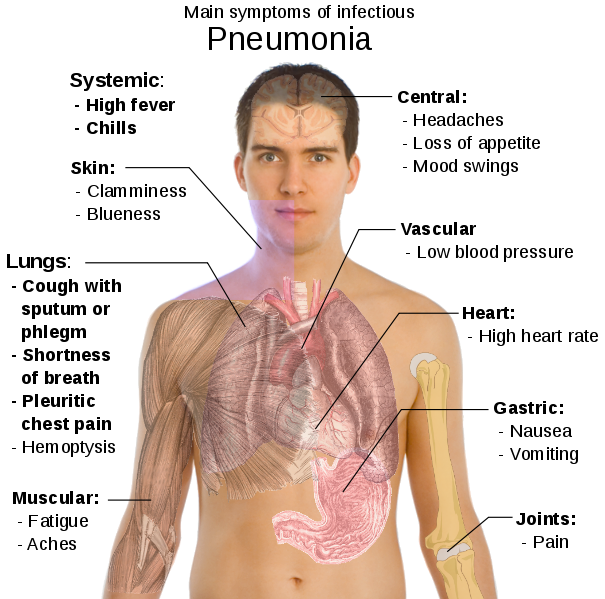 Main symptoms of infectious
Pneumonia
Systemic:
- High fever
- Chills
Skin:
- Clamminess
- Blueness
Lungs:
- Cough with
sputum or
phlegm
- Shortness
of breath
- Pleuritic
chest pain
- Hemoptysis
Muscular:
- Fatigue
- Aches
Central:
- Headaches
- Loss of appetite
- Mood swings
Vascular
- Low blood pressure
Heart:
- High heart rate
Gastric:
- Nausea
- Vomiting
Joints:
- Pain